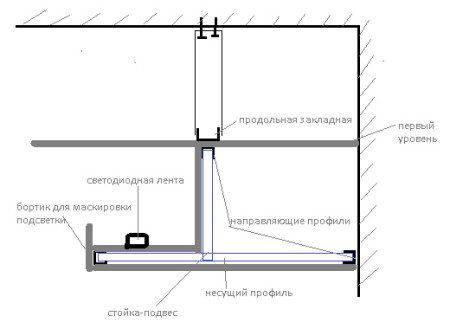 продольная закладная
первый
уровень
светодиодная лента
бортик для маскировки
подсветки
направляющие профили
несущий профиль
стойка-подвес